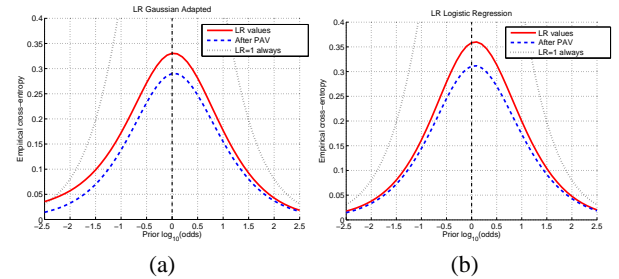 LR Gaussian Adapted
0.4
0.35
0.3
0.25
0.2
0.15
0.1
0.05
0
Empirical cross-entropy
LR values
After PAV
LR=1 always
−2.5 −2 −1.5 −1 −0.5 0 0.5 1 1.5 2 2.5
Prior log10(odds)
(a)
LR Logistic Regression
0.4
0.35
0.3
0.25
0.2
0.15
0.1
0.05
0
Empirical cross-entropy
LR values
After PAV
LR=1 always
−2.5 −2 −1.5 −1 −0.5 0 0.5 1 1.5 2 2.5
Prior log10(odds)
(b)